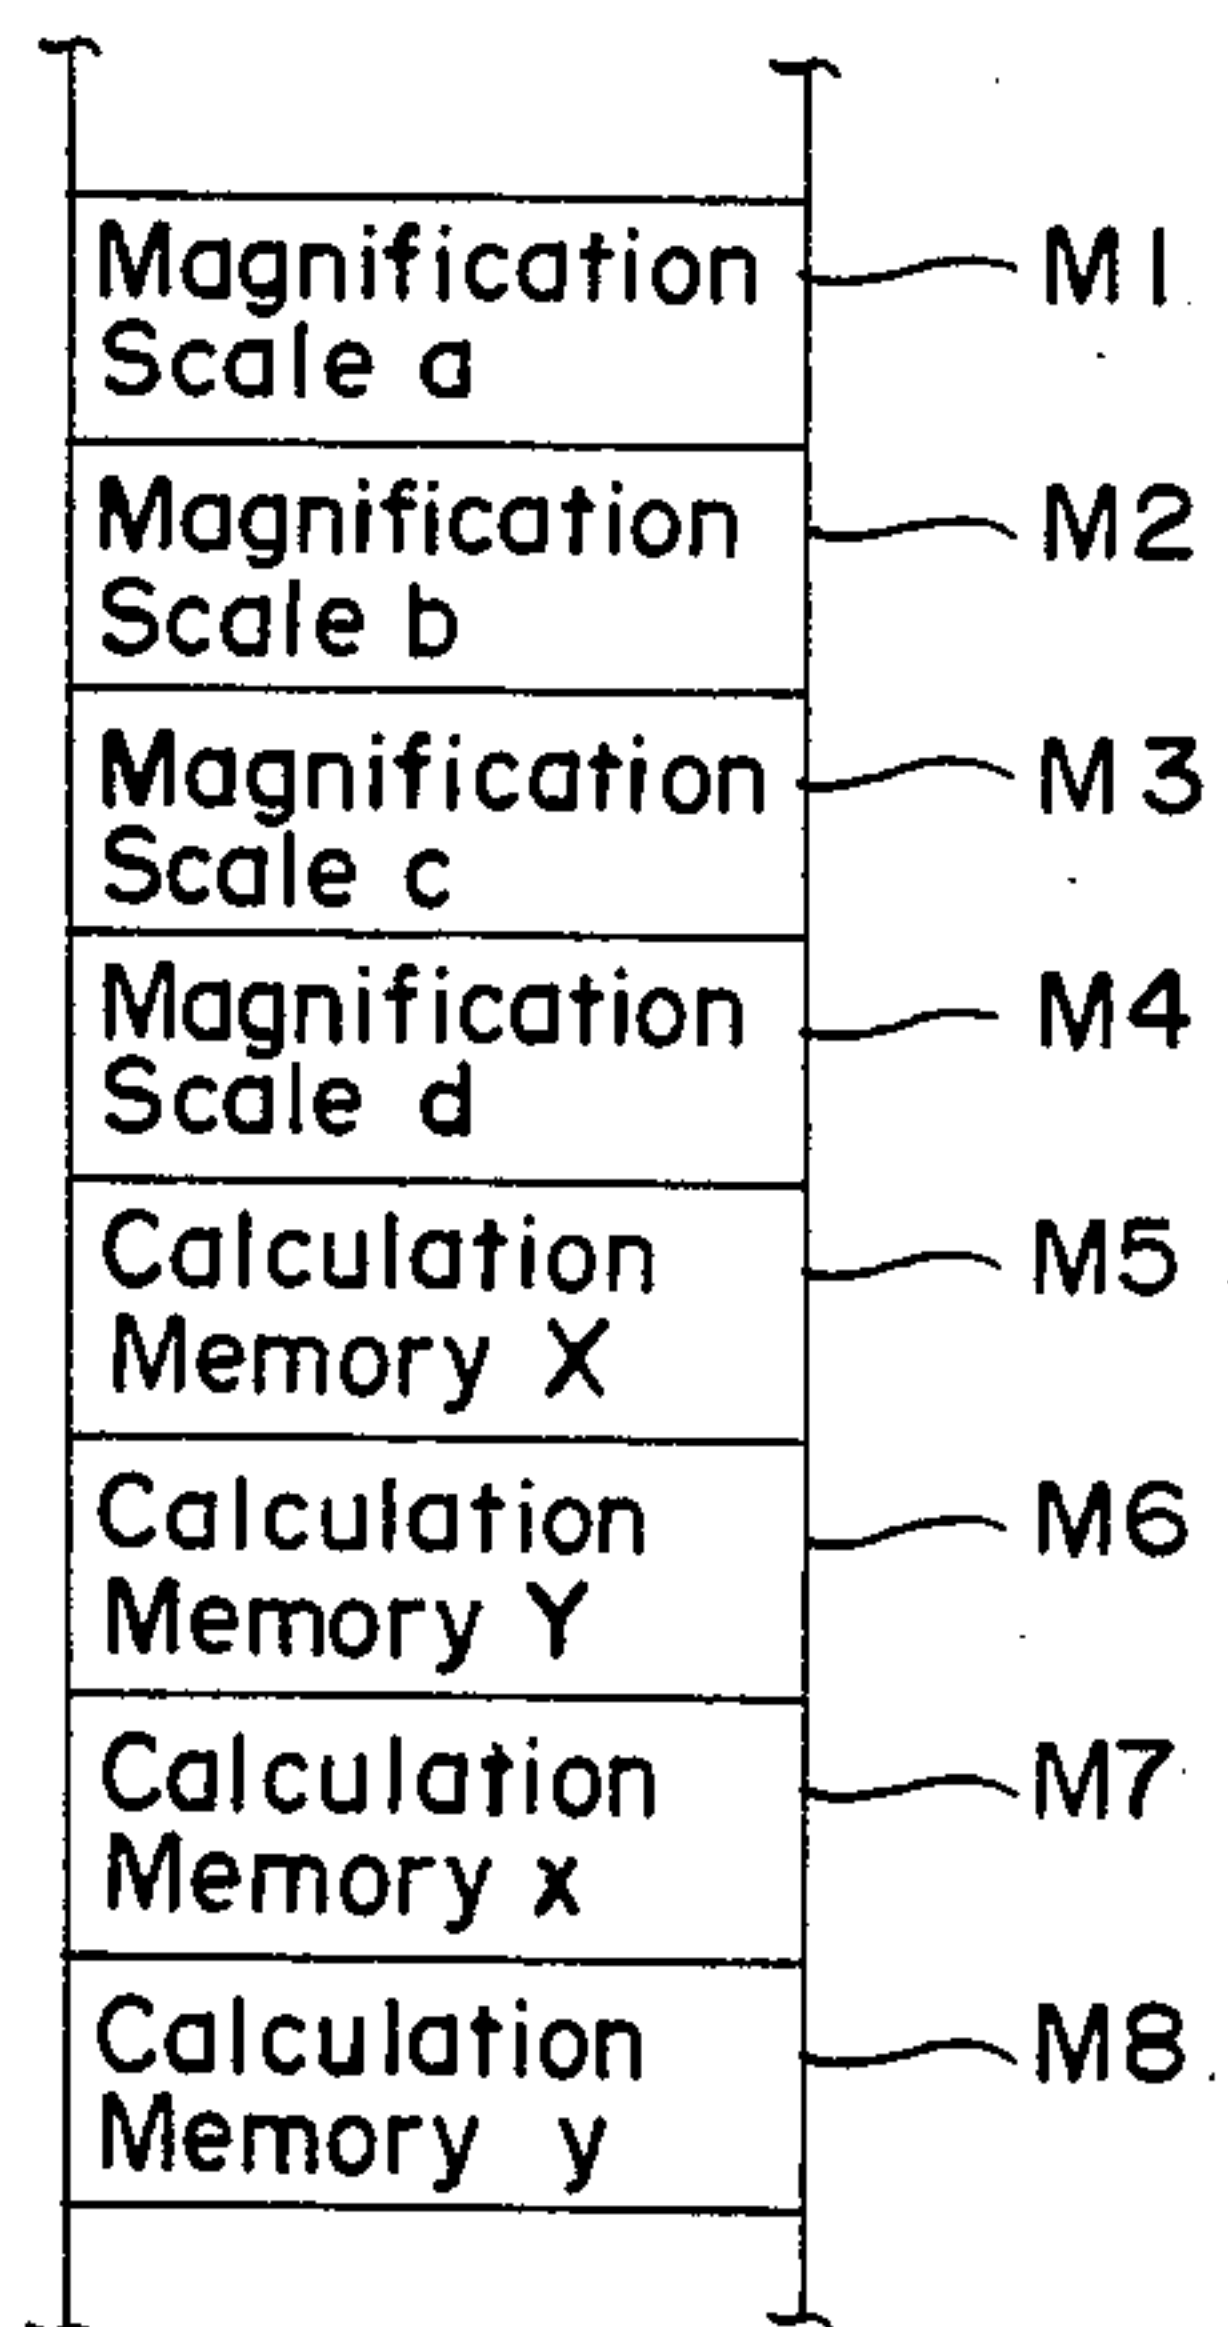 Magnification M1
Scale a
Magnification M2
Scale b
Magnification M3
Scale c
Magnification M4
Scale d
Calculation M5
Memory X
Calculation M6
Memory Y
Calculation M7
Memory x
Calculation M8
Memory y